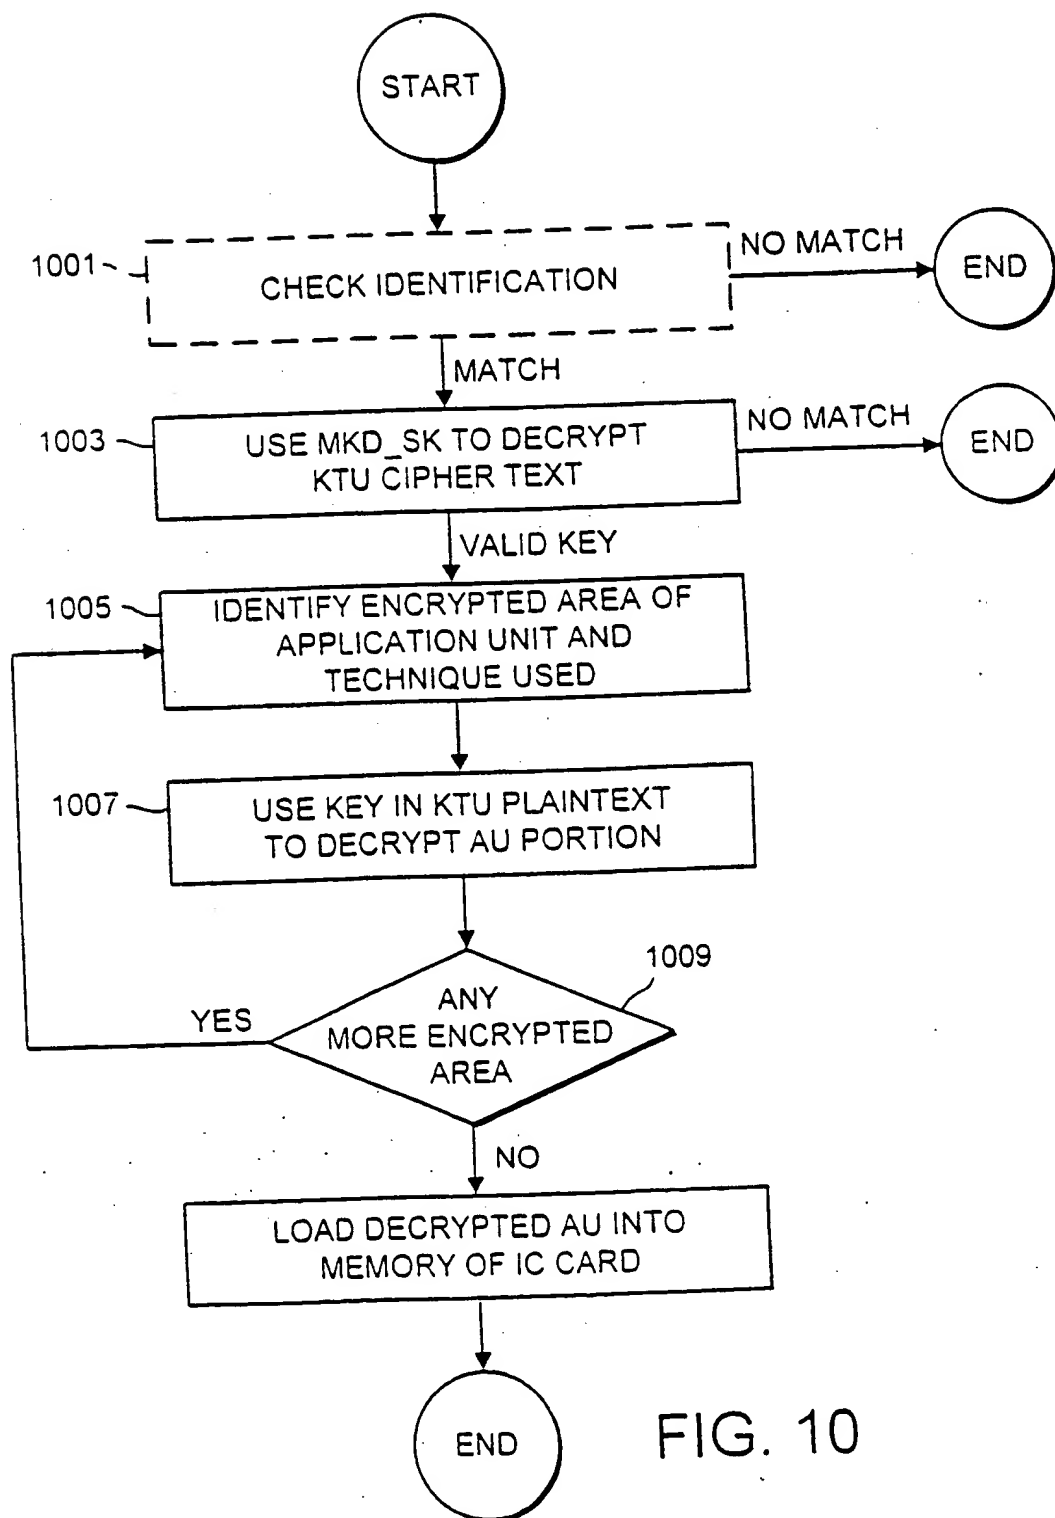 START
1001
CHECK IDENTIFICATION
NO MATCH
END
MATCH
1003
USE MKD_SK TO DECRYPT
KTU CIPHER TEXT
NO MATCH
END
VALID KEY
1005
IDENTIFY ENCRYPTED AREA OF
APPLICATION UNIT AND
TECHNIQUE USED
1007
USE KEY IN KTU PLAINTEXT
TO DECRYPT AU PORTION
1009
ANY
MORE ENCRYPTED
AREA
YES
NO
LOAD DECRYPTED AU INTO
MEMORY OF IC CARD
END
FIG. 10